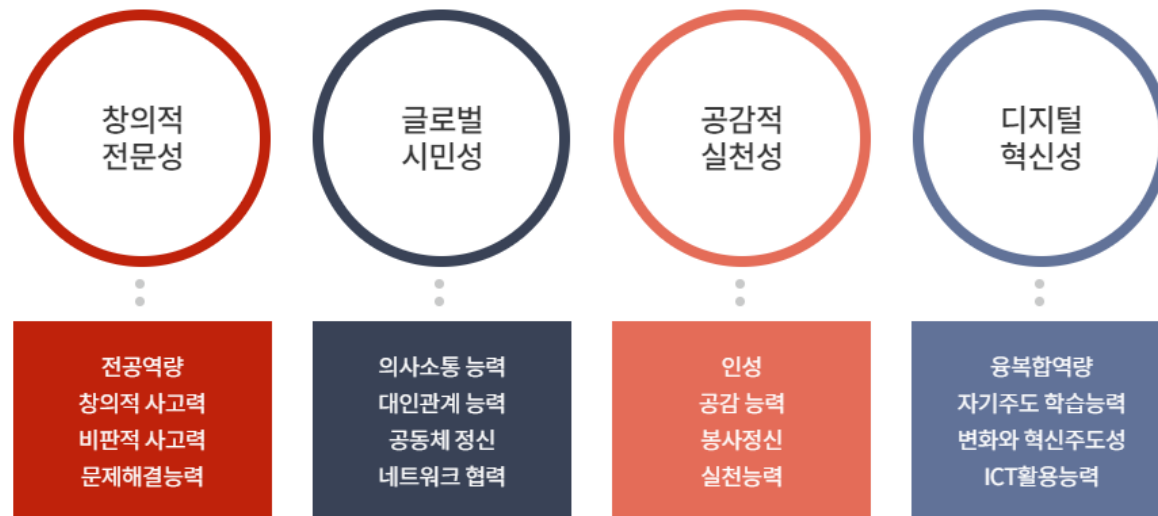 창의적
전문성
글로벌
시민성
공감적
실천성
디지털
혁신성
전공역량
창의적 사고력
비판적 사고력
문제해결능력
의사소통 능력
대인관계 능력
공동체 정신
네트워크 협력
인성
공감 능력
봉사정신
실천능력
융복합역량
자기주도 학습능력
변화와 혁신주도성
ICT활용능력